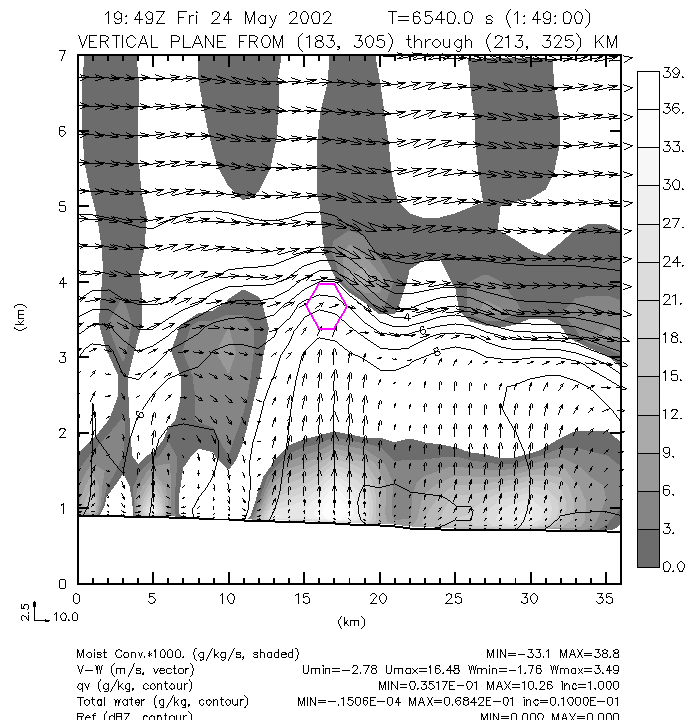 19:49Z Fri 24 May 2002 T=6540.0 s (1:49:00)
VERTICAL PLANE FROM (183, 305) through (213, 325) KM
7
6
5
4
3
2
1
0
(km)
4
6
8
8
0 5 10 15 20 25 30 35
(km)
2.5
10.0
39.
36.
33.
30.
27.
24.
21.
18.
15.
12.
9.
6.
3.
0.0
Moist Conv.*1000. (g/kg/s, shaded) MIN=-33.1 MAX=38.8
V-W (m/s, vector) Umin=-2.78 Umax=16.48 Wmin=-1.76 Wmax=3.49
qv (g/kg, contour) MIN=0.3517E-01 MAX=10.26 inc=1.000
Total water (g/kg, contour) MIN=-.1506E-04 MAX=0.6842E-01 inc=0.1000E-01
Ref (dBZ, contour) MIN=0.000 MAX=0.000